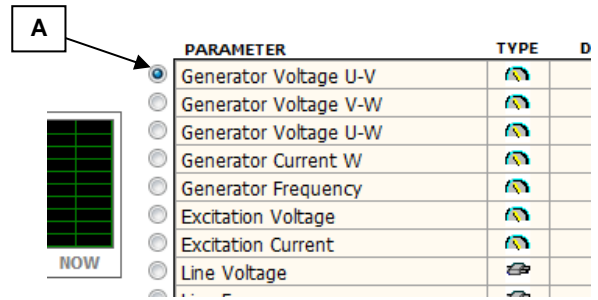 A
PARAMETER TYPE D
Generator Voltage U-V
Generator Voltage V-W
Generator Voltage U-W
Generator Current W
Generator Frequency
Excitation Voltage
Excitation Current
NOW
Line Voltage